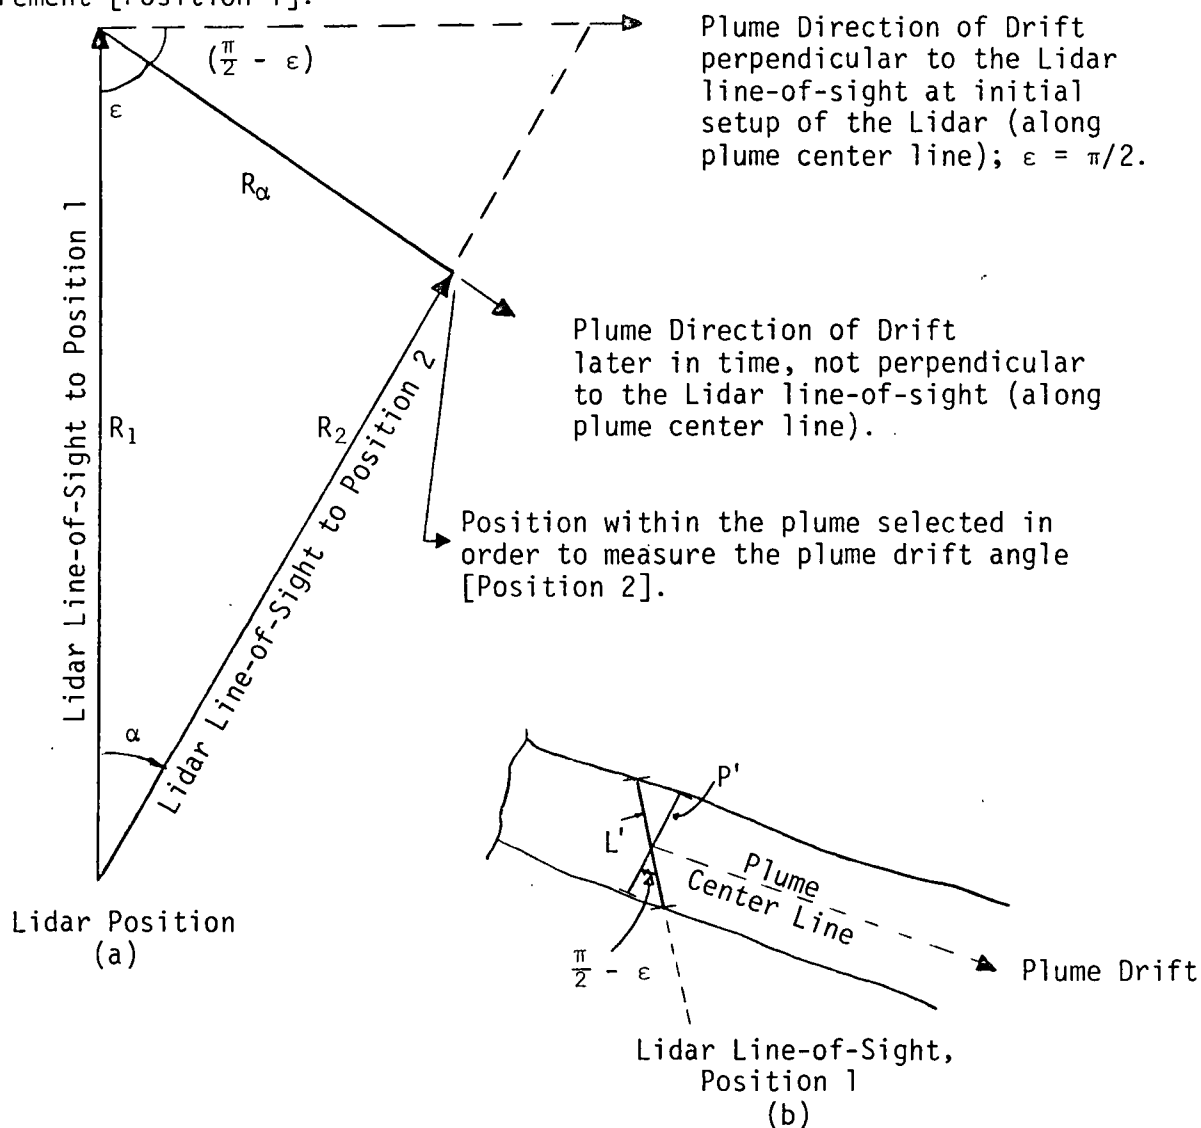 [Position 1].
(π/2 - ε)
ε
Plume Direction of Drift
perpendicular to the Lidar
line-of-sight at initial
setup of the Lidar (along
plume center line); ε = π/2.
Rα
Lidar Line-of-Sight to Position 1
R1
R2
Lidar Line-of-Sight to Position 2
Plume Direction of Drift
later in time, not perpendicular
to the Lidar line-of-sight (along
plume center line).
Position within the plume selected in
order to measure the plume drift angle
[Position 2].
α
Lidar Position
(a)
P'
L'
Plume
Center Line
π/2 - ε
Plume Drift
Lidar Line-of-Sight,
Position 1
(b)